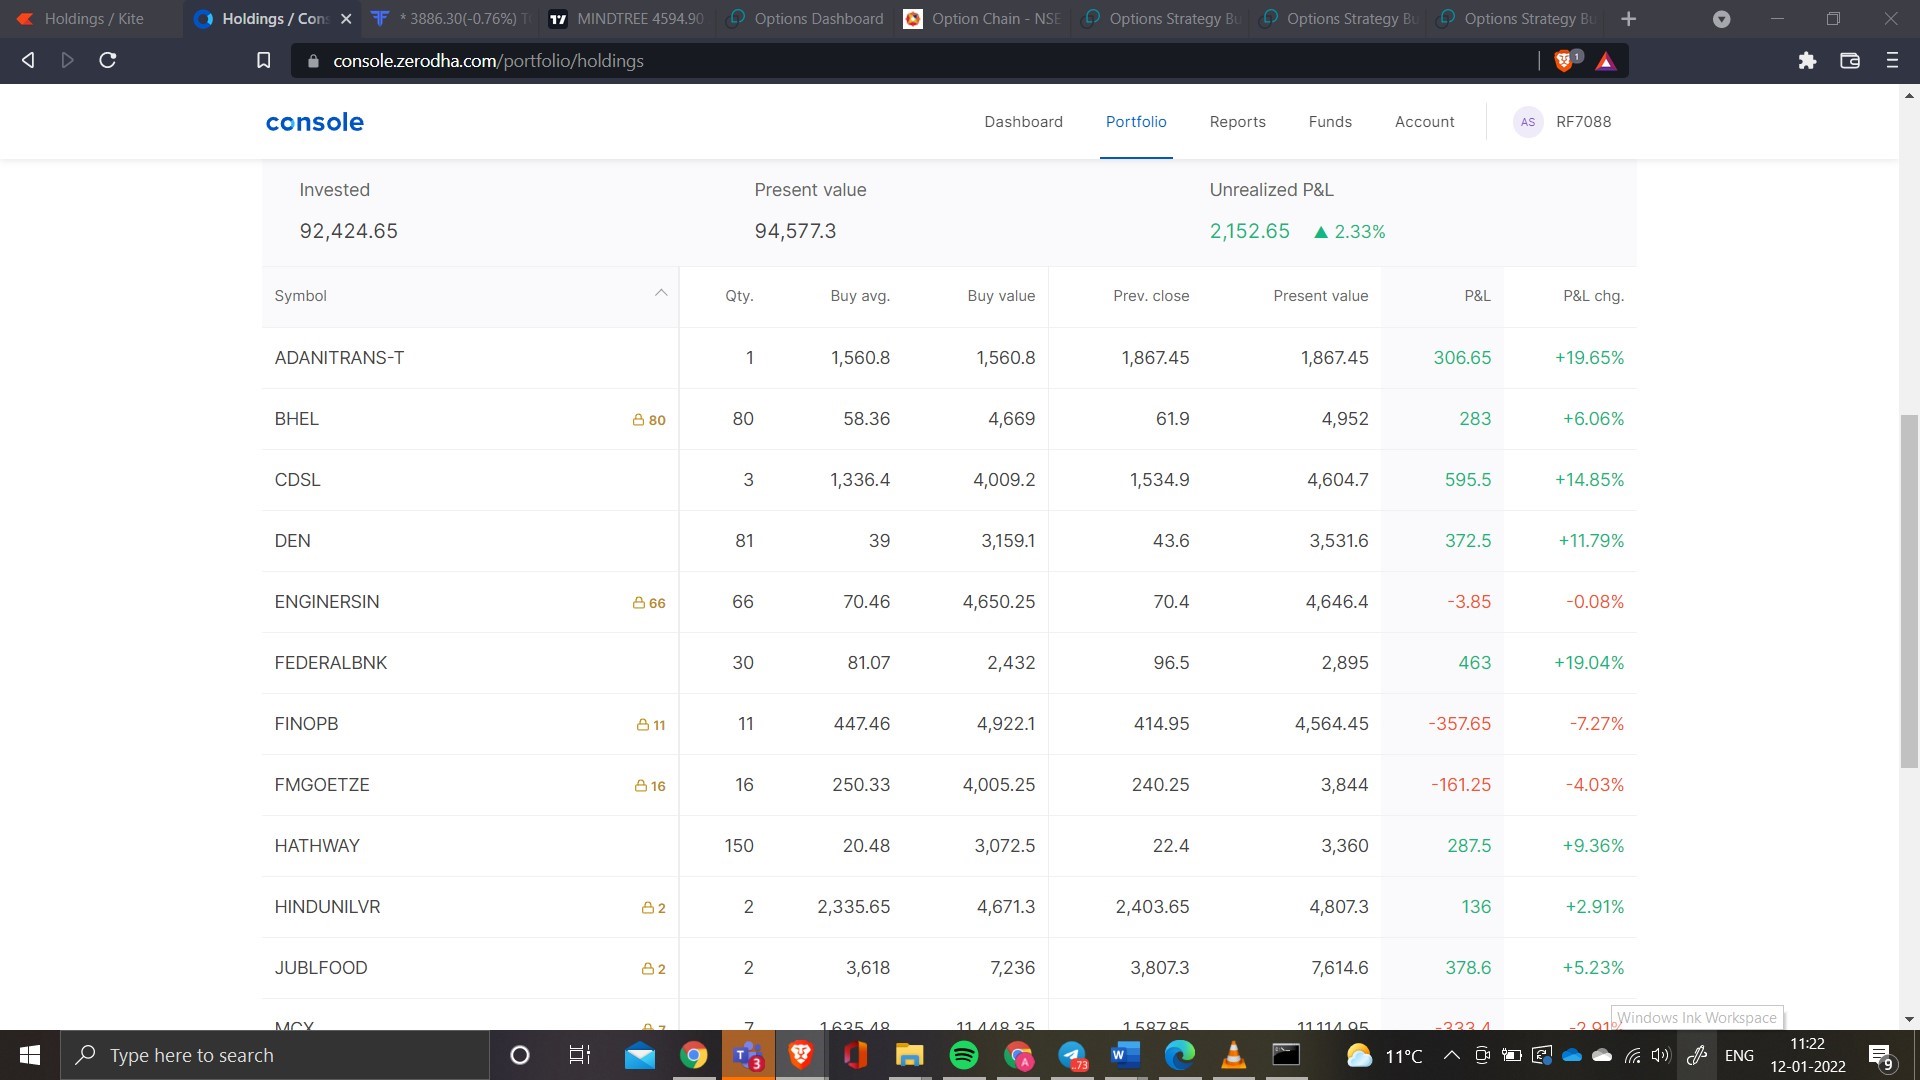 Holdings / Kite
Holdings / Cons
* 3886.30(-0.76%) T
MINDTREE 4594.90
Options Dashboard
Option Chain - NSE
Options Strategy Bu
Options Strategy Bu
Options Strategy Bu
console.zerodha.com/portfolio/holdings
1
console
Dashboard Portfolio Reports Funds Account AS RF7088
Invested Present value Unrealized P&L
92,424.65 94,577.3 2,152.65 ▲ 2.33%
Symbol Qty. Buy avg. Buy value Prev. close Present value P&L P&L chg.
ADANITRANS-T 1 1,560.8 1,560.8 1,867.45 1,867.45 306.65 +19.65%
BHEL 80 80 58.36 4,669 61.9 4,952 283 +6.06%
CDSL 3 1,336.4 4,009.2 1,534.9 4,604.7 595.5 +14.85%
DEN 81 39 3,159.1 43.6 3,531.6 372.5 +11.79%
ENGINERSIN 66 66 70.46 4,650.25 70.4 4,646.4 -3.85 -0.08%
FEDERALBNK 30 81.07 2,432 96.5 2,895 463 +19.04%
FINOPB 11 11 447.46 4,922.1 414.95 4,564.45 -357.65 -7.27%
FMGOETZE 16 16 250.33 4,005.25 240.25 3,844 -161.25 -4.03%
HATHWAY 150 20.48 3,072.5 22.4 3,360 287.5 +9.36%
HINDUNILVR 2 2 2,335.65 4,671.3 2,403.65 4,807.3 136 +2.91%
JUBLFOOD 2 2 3,618 7,236 3,807.3 7,614.6 378.6 +5.23%
MCX 7 7 1,635.48 11,448.35 1,587.85 11,114.95 -333.4 -2.91%
Windows Ink Workspace
Type here to search
3
.73
11°C
ENG
11:22
12-01-2022
9